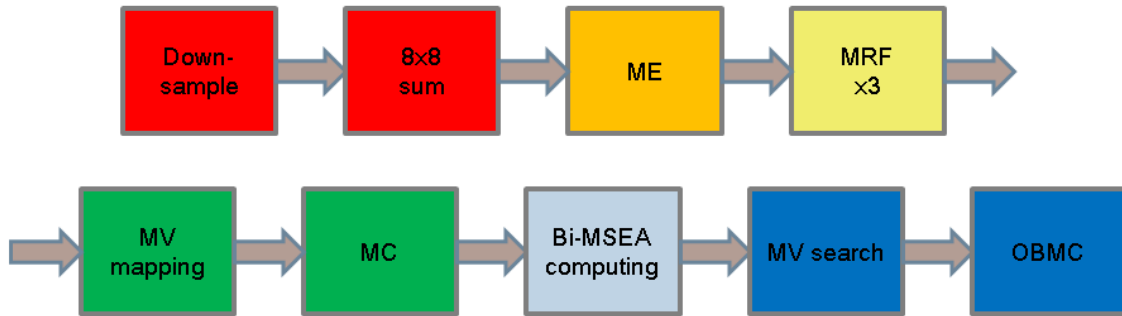 Down-
sample
8x8
sum
ME
MRF
x3
MV
mapping
MC
Bi-MSEA
computing
MV search
OBMC